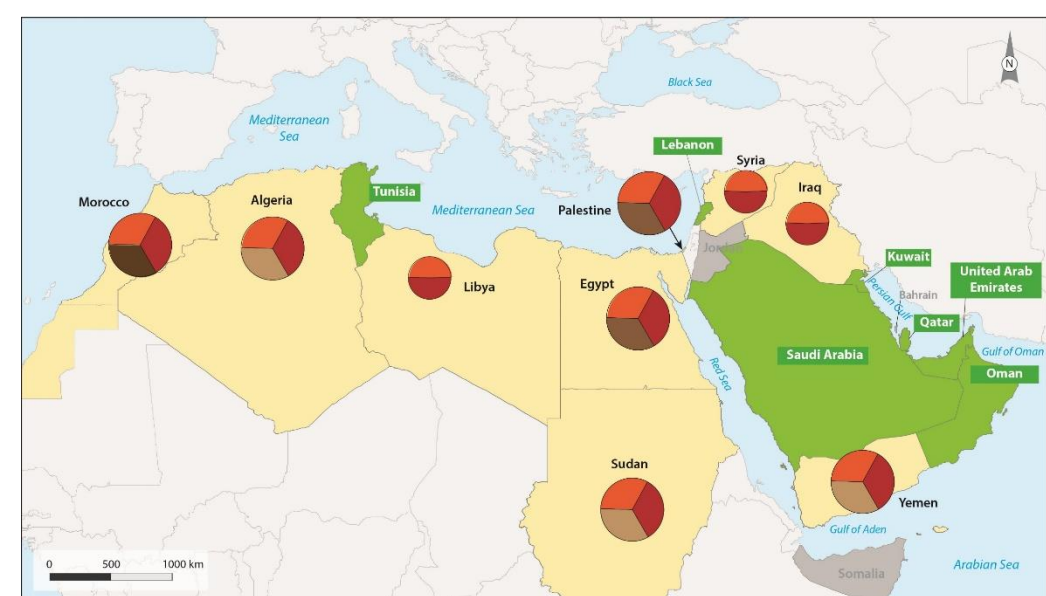 N
Black Sea
Mediterranean
Sea
Lebanon
Syria
Iraq
Morocco
Algeria
Tunisia
Mediterranean Sea
Palestine
Jordan
Kuwait
United Arab
Emirates
Libya
Egypt
Persian Gulf
Bahrain
Qatar
Gulf of Oman
Saudi Arabia
Oman
Red Sea
Sudan
Yemen
Gulf of Aden
Arabian Sea
Somalia
0 500 1000 km